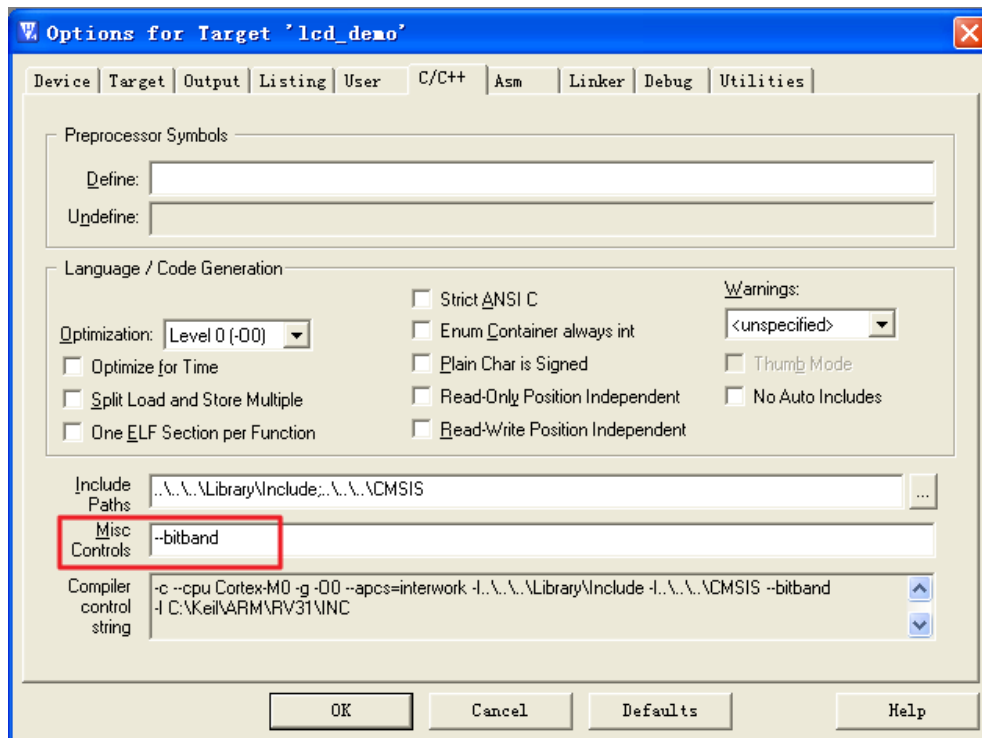 Options for Target 'lcd_demo'
Device Target Output Listing User C/C++ Asm Linker Debug Utilities
Preprocessor Symbols
Define:
Undefine:
Language / Code Generation
Optimization: Level 0 (-O0)
Optimize for Time
Split Load and Store Multiple
One ELF Section per Function
Strict ANSI C
Enum Container always int
Plain Char is Signed
Read-Only Position Independent
Read-Write Position Independent
Warnings:
<unspecified>
Thumb Mode
No Auto Includes
Include Paths ..\..\..\Library\Include;..\..\..\CMSIS ...
Misc Controls --bitband
Compiler control string -c --cpu Cortex-M0 -g -O0 --apcs=interwork -I..\..\..\Library\Include -I..\..\..\CMSIS --bitband
-I C:\Keil\ARM\RV31\INC
OK Cancel Defaults Help